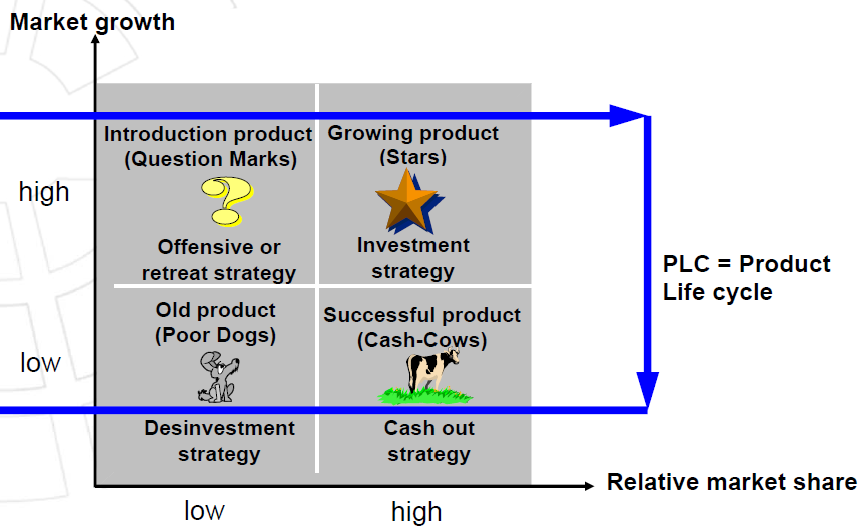 Market growth
Introduction product
(Question Marks)
Growing product
(Stars)
high
Offensive or
retreat strategy
Investment
strategy
PLC = Product
Life cycle
Old product
(Poor Dogs)
Successful product
(Cash-Cows)
low
Desinvestment
strategy
Cash out
strategy
Relative market share
low
high